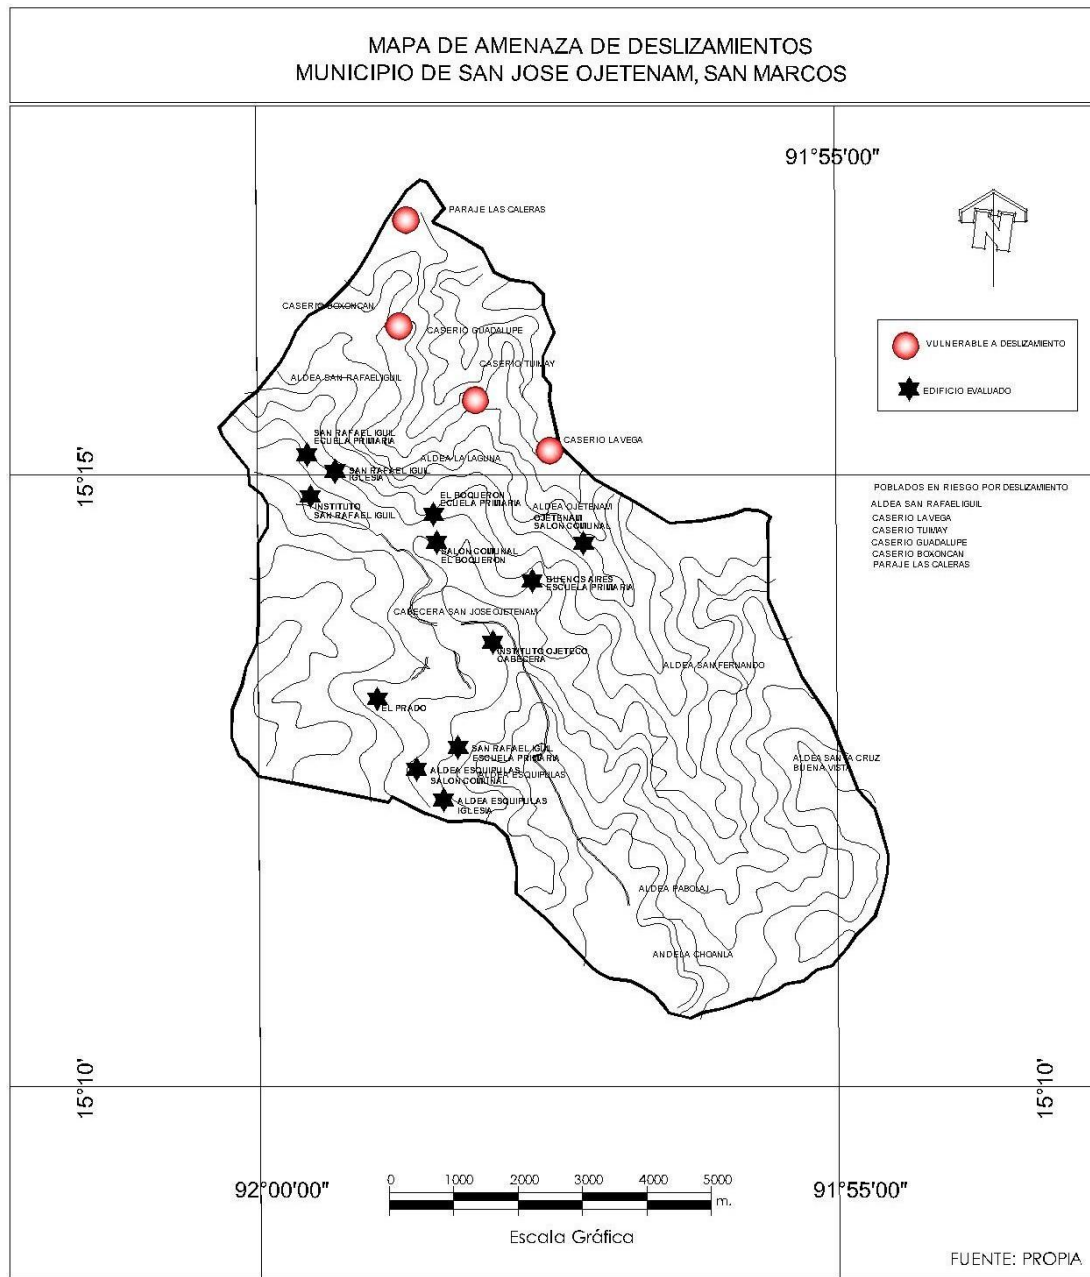 MAPA DE AMENAZA DE DESLIZAMIENTOS
MUNICIPIO DE SAN JOSE OJETENAM, SAN MARCOS
91°55'00"
N
PARAJE LAS CALERAS
CASERIO BOXONCAN
CASERIO GUADALUPE
VULNERABLE A DESLIZAMIENTO
CASERIO TUIMAY
ALDEA SAN RAFAEL IGUIL
EDIFICIO EVALUADO
SAN RAFAEL IGUIL
ECUELA PRIMARIA
CASERIO LA VEGA
ALDEA LA LAGUNA
SAN RAFAEL IGUIL
IGLESIA
15°15'
15°15'
POBLADOS EN RIESGO POR DESLIZAMIENTO
ALDEA SAN RAFAEL IGUIL
CASERIO LA VEGA
CASERIO TUIMAY
CASERIO GUADALUPE
CASERIO BOXONCAN
PARAJE LAS CALERAS
INSTITUTO
SAN RAFAEL IGUIL
EL BOQUERON
ECUELA PRIMARIA
ALDEA OJETENAM
OJETENAM
SALON COMUNAL
SALON COMUNAL
EL BOQUERON
BUENOS AIRES
ESCUELA PRIMARIA
CABECERA SAN JOSE OJETENAM
INSTITUTO OJETECO
CABECERA
ALDEA SAN FERNANDO
EL PRADO
SAN RAFAEL IGUIL
ESCUELA PRIMARIA
ALDEA SANTA CRUZ
BUENA VISTA
ALDEA ESQUIPULAS
SALON COMUNAL
ALDEA ESQUIPULAS
ALDEA ESQUIPULAS
IGLESIA
ALDEA PABOLAJ
ANDELA CHOANLA
15°10'
15°10'
92°00'00"
0 1000 2000 3000 4000 5000
m.
91°55'00"
Escala Gráfica
FUENTE: PROPIA